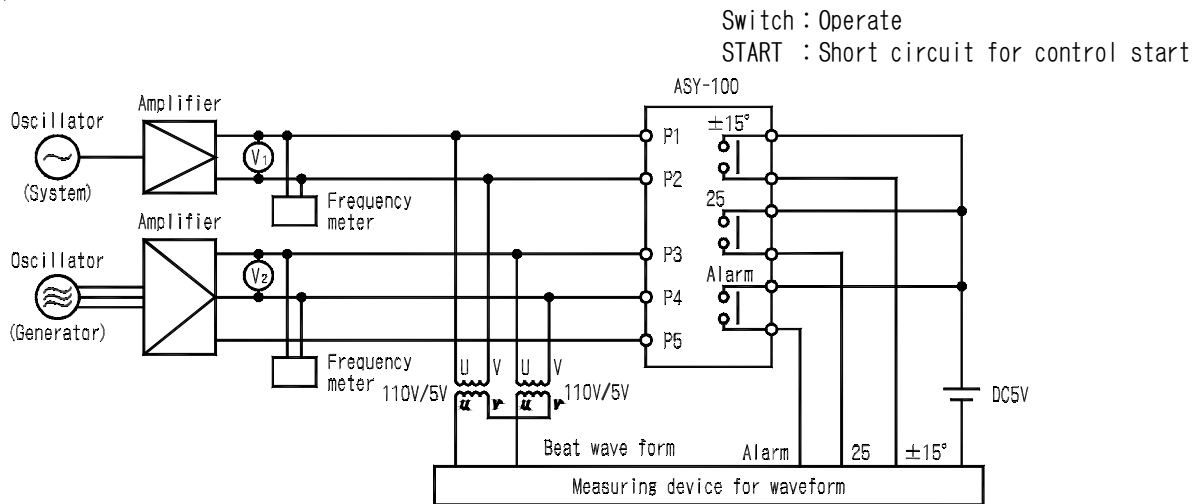 Switch：Operate
START ：Short circuit for control start
ASY-100
Amplifier
Oscillator
(System)
V1
Frequency
meter
P1
P2
±15°
25
Amplifier
Oscillator
(Generator)
V2
Frequency
meter
P3
P4
P5
Alarm
U V U V
110V/5V
110V/5V
u v u v
DC5V
Beat wave form
Alarm
25
±15°
Measuring device for waveform